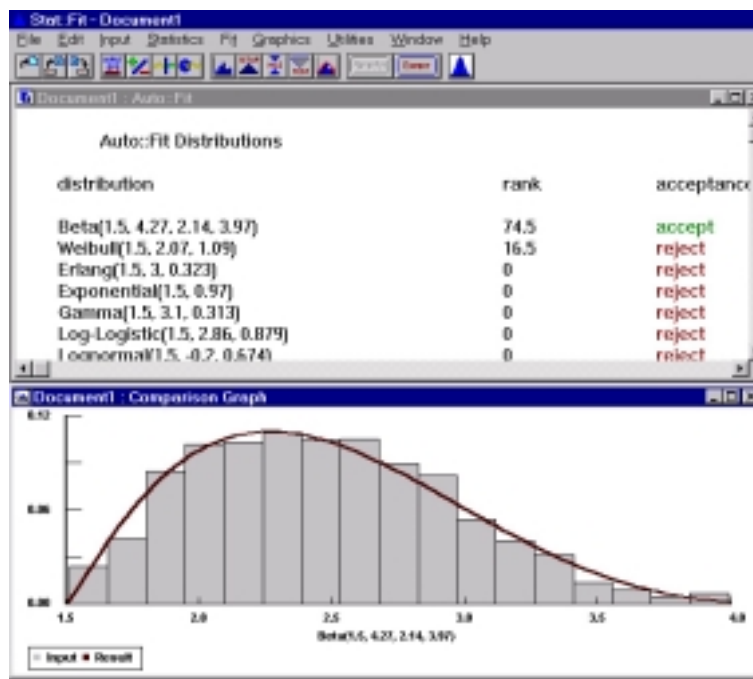 Stat::Fit - Document1
File Edit Input Statistics Fit Graphics Utilities Window Help
Document1 : Auto::Fit
Auto::Fit Distributions
distribution rank acceptance
Beta(1.5, 4.27, 2.14, 3.97) 74.5 accept
Weibull(1.5, 2.07, 1.09) 16.5 reject
Erlang(1.5, 3, 0.323) 0 reject
Exponential(1.5, 0.97) 0 reject
Gamma(1.5, 3.1, 0.313) 0 reject
Log-Logistic(1.5, 2.86, 0.879) 0 reject
Lognormal(1.5, -0.2, 0.674) 0 reject
Document1 : Comparison Graph
0.12
0.06
0.00
1.5 2.0 2.5 3.0 3.5 4.0
Beta(1.5, 4.27, 2.14, 3.97)
Input Result